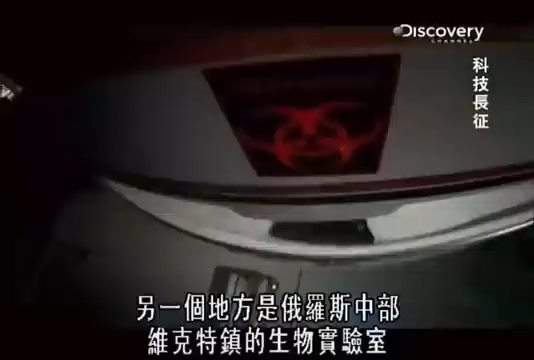 Discovery
CHANNEL
科技長征
另一個地方是俄羅斯中部
維克特鎮的生物實驗室